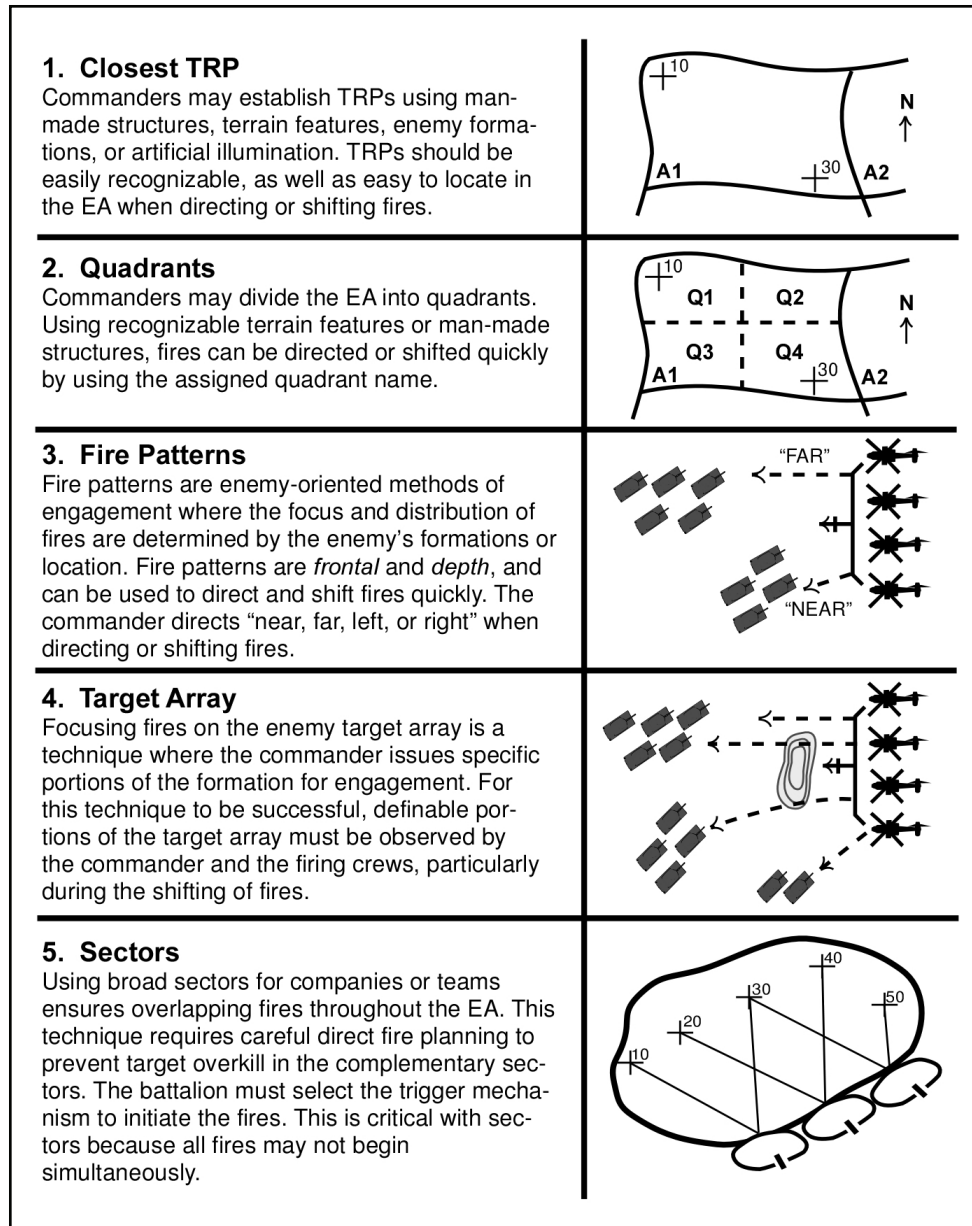 1. Closest TRP
Commanders may establish TRPs using man-
made structures, terrain features, enemy forma-
tions, or artificial illumination. TRPs should be
easily recognizable, as well as easy to locate in
the EA when directing or shifting fires.
10
N
A1
30
A2
2. Quadrants
Commanders may divide the EA into quadrants.
Using recognizable terrain features or man-made
structures, fires can be directed or shifted quickly
by using the assigned quadrant name.
10
Q1
Q2
N
Q3
Q4
A1
30
A2
3. Fire Patterns
Fire patterns are enemy-oriented methods of
engagement where the focus and distribution of
fires are determined by the enemy's formations or
location. Fire patterns are frontal and depth, and
can be used to direct and shift fires quickly. The
commander directs “near, far, left, or right” when
directing or shifting fires.
“FAR”
“NEAR”
4. Target Array
Focusing fires on the enemy target array is a
technique where the commander issues specific
portions of the formation for engagement. For
this technique to be successful, definable por-
tions of the target array must be observed by
the commander and the firing crews, particularly
during the shifting of fires.
5. Sectors
Using broad sectors for companies or teams
ensures overlapping fires throughout the EA. This
technique requires careful direct fire planning to
prevent target overkill in the complementary sec-
tors. The battalion must select the trigger mecha-
nism to initiate the fires. This is critical with sec-
tors because all fires may not begin
simultaneously.
40
30
50
20
10